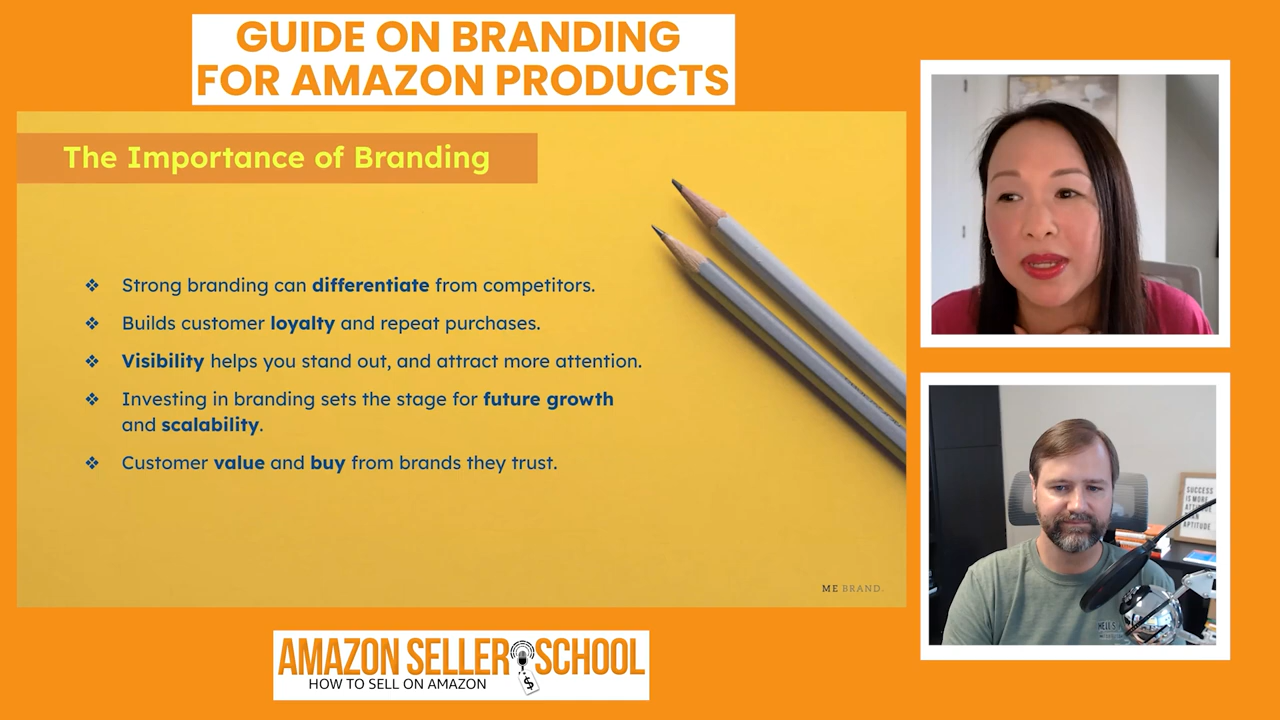 GUIDE ON BRANDING
FOR AMAZON PRODUCTS
The Importance of Branding
❖ Strong branding can differentiate from competitors.
❖ Builds customer loyalty and repeat purchases.
❖ Visibility helps you stand out, and attract more attention.
❖ Investing in branding sets the stage for future growth
and scalability.
❖ Customer value and buy from brands they trust.
ME BRAND.
SUCCESS
IS MORE
APTITUDE
AMAZON SELLER SCHOOL
HOW TO SELL ON AMAZON